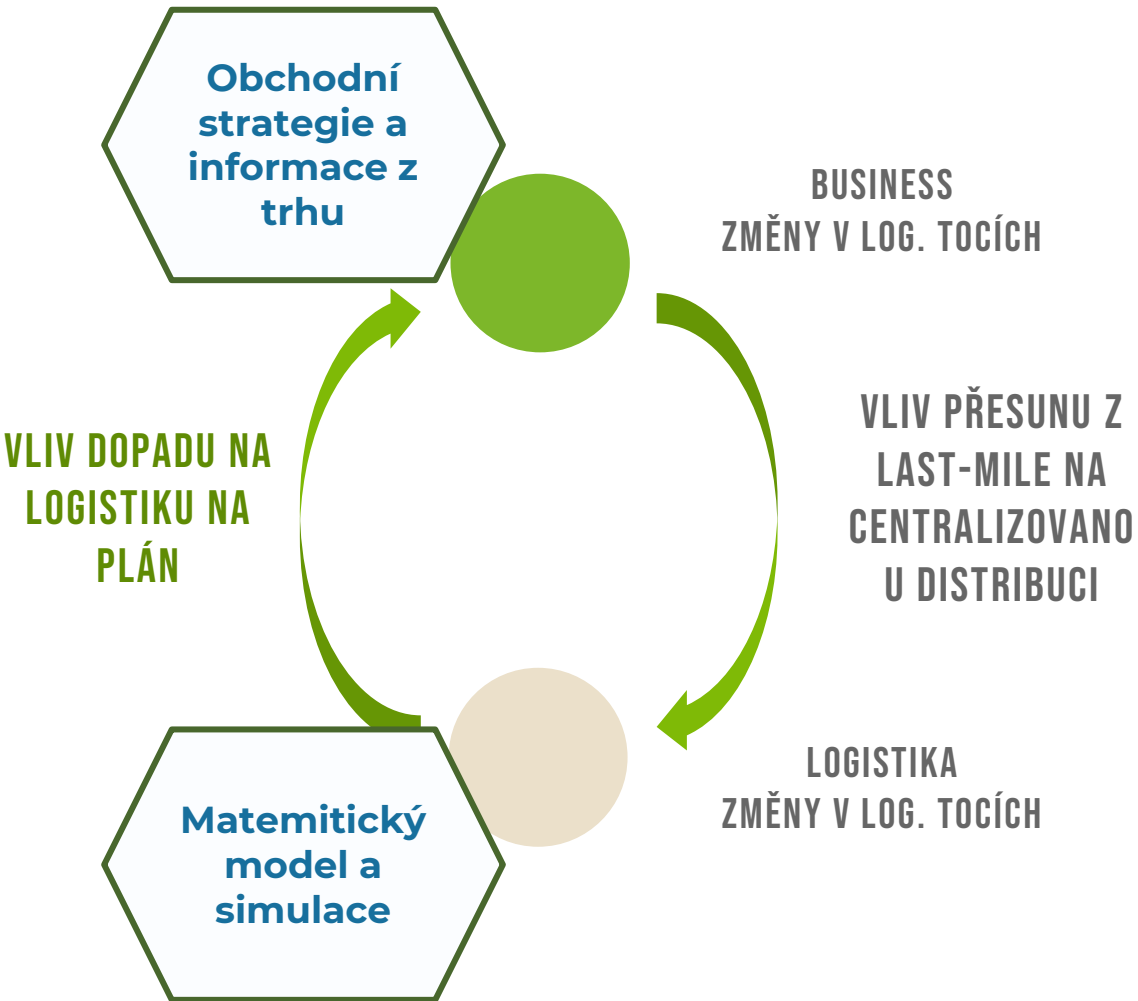 Obchodní
strategie a
informace z
trhu
BUSINESS
ZMĚNY V LOG. TOCÍCH
VLIV DOPADU NA
LOGISTIKU NA
PLÁN
VLIV PŘESUNU Z
LAST-MILE NA
CENTRALIZOVANO
U DISTRIBUCI
LOGISTIKA
ZMĚNY V LOG. TOCÍCH
Matemitický
model a
simulace